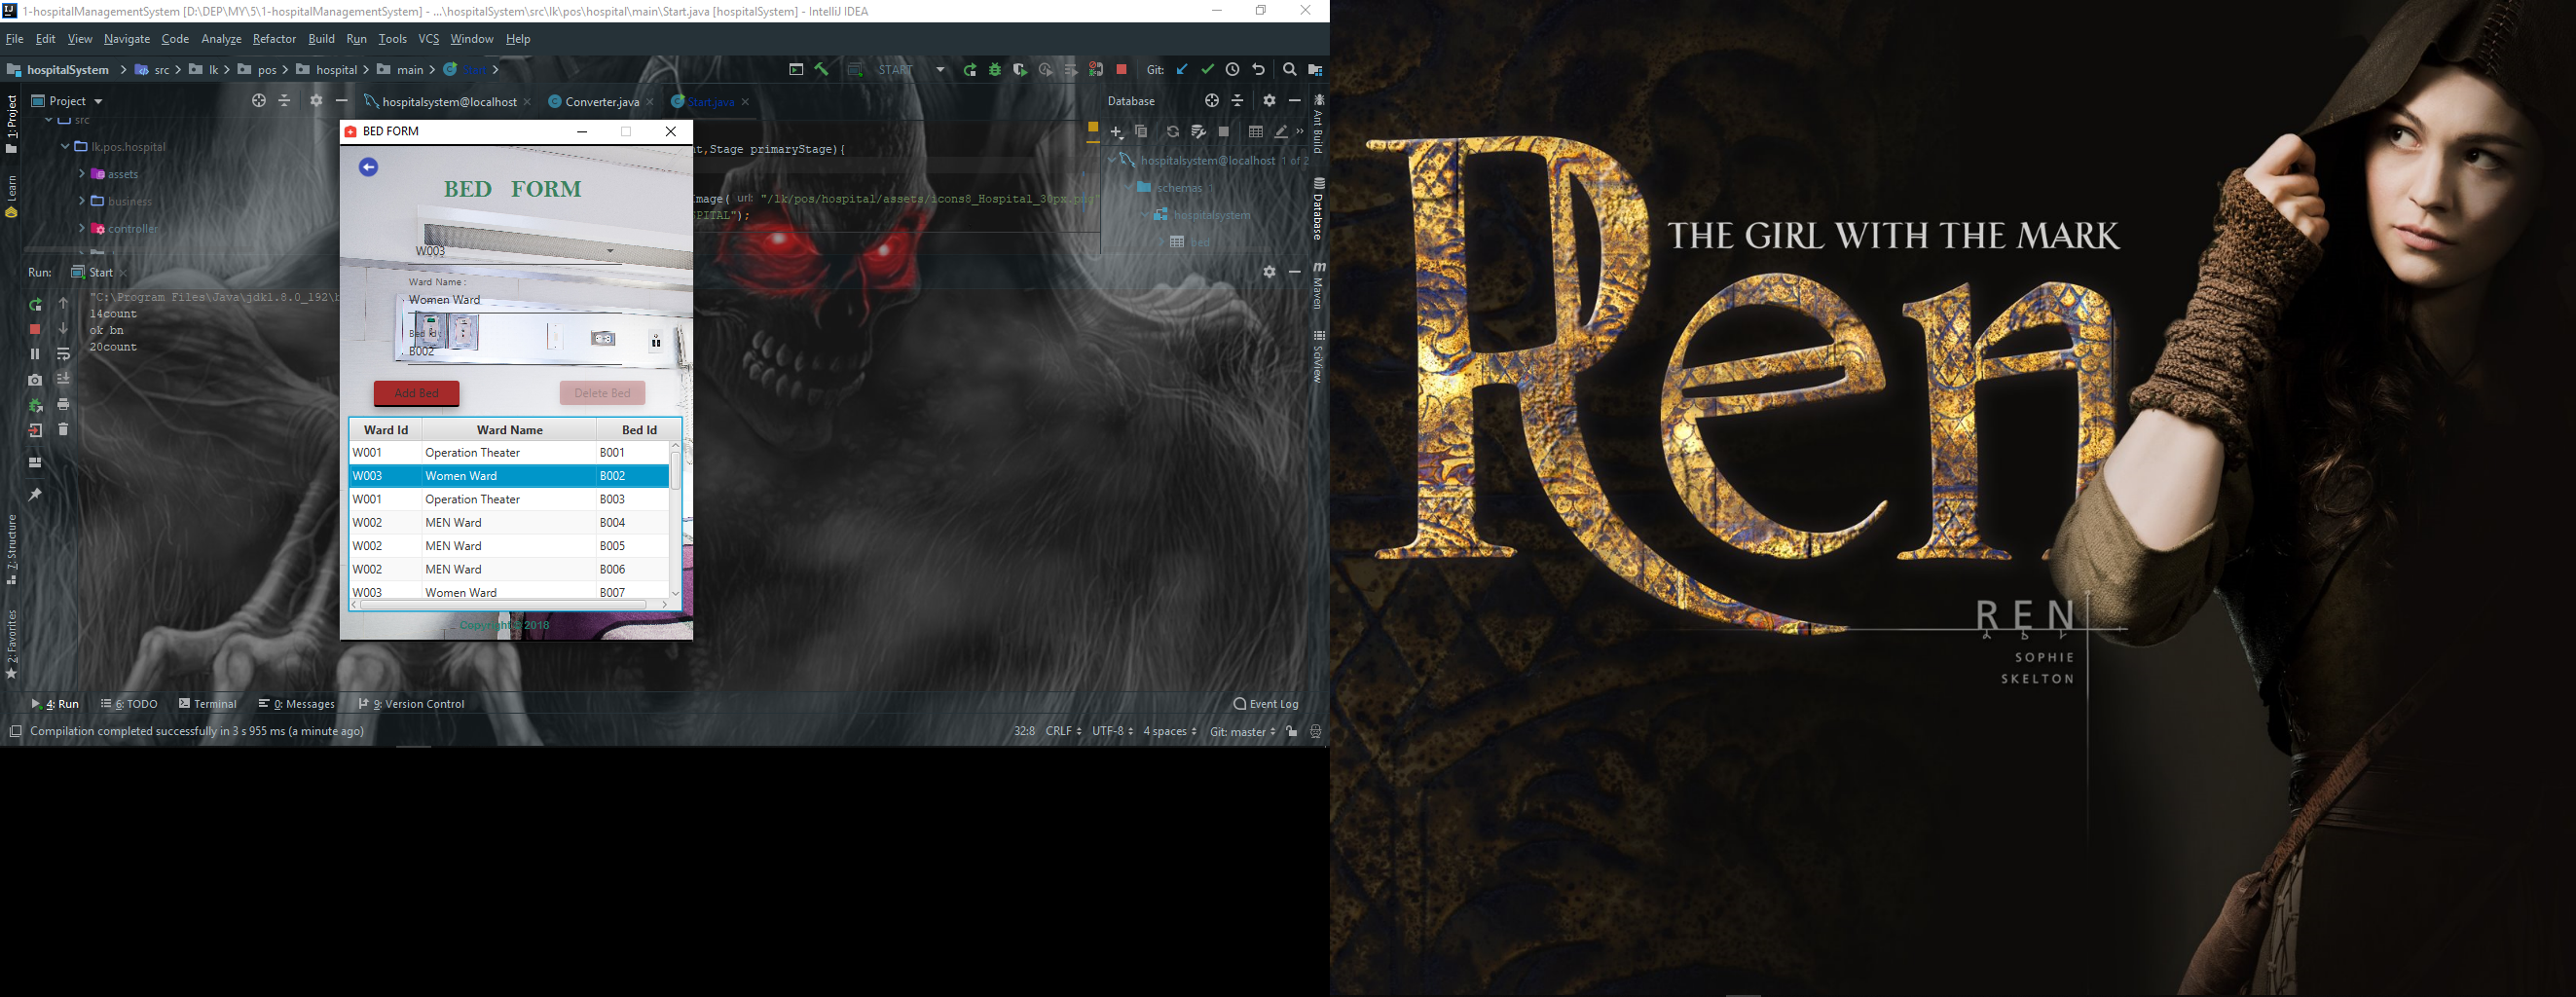 1-hospitalManagementSystem [D:\DEP\MY\5\1-hospitalManagementSystem] - ...\hospitalSystem\src\lk\pos\hospital\main\Start.java [hospitalSystem] - IntelliJ IDEA
File Edit View Navigate Code Analyze Refactor Build Run Tools VCS Window Help
hospitalSystem src lk pos hospital main
START
Git:
1: Project
Learn
7: Structure
2: Favorites
Project
src
lk.pos.hospital
assets
business
controller
hospitalsystem@localhost
Converter.java
Start.java
,Stage primaryStage){
Image( url: "/lk/pos/hospital/assets/icons8_Hospital_30px.png"
PITAL");
Database
hospitalsystem@localhost 1 of 2
schemas 1
hospitalsystem
bed
Ant Build
Database
Maven
SciView
Run:
Start
"C:\Program Files\Java\jdk1.8.0_192\b
14count
ok bn
20count
BED FORM
BED FORM
W003
Ward Name :
Women Ward
Bed Id :
B002
Add Bed
Delete Bed
Ward Id Ward Name Bed Id
W001 Operation Theater B001
W003 Women Ward B002
W001 Operation Theater B003
W002 MEN Ward B004
W002 MEN Ward B005
W002 MEN Ward B006
W003 Women Ward B007
Copyright© 2018
4: Run 6: TODO Terminal 0: Messages 9: Version Control
Event Log
Compilation completed successfully in 3 s 955 ms (a minute ago)
32:8 CRLF UTF-8 4 spaces Git: master
THE GIRL WITH THE MARK
Ren
REN
SOPHIE
SKELTON